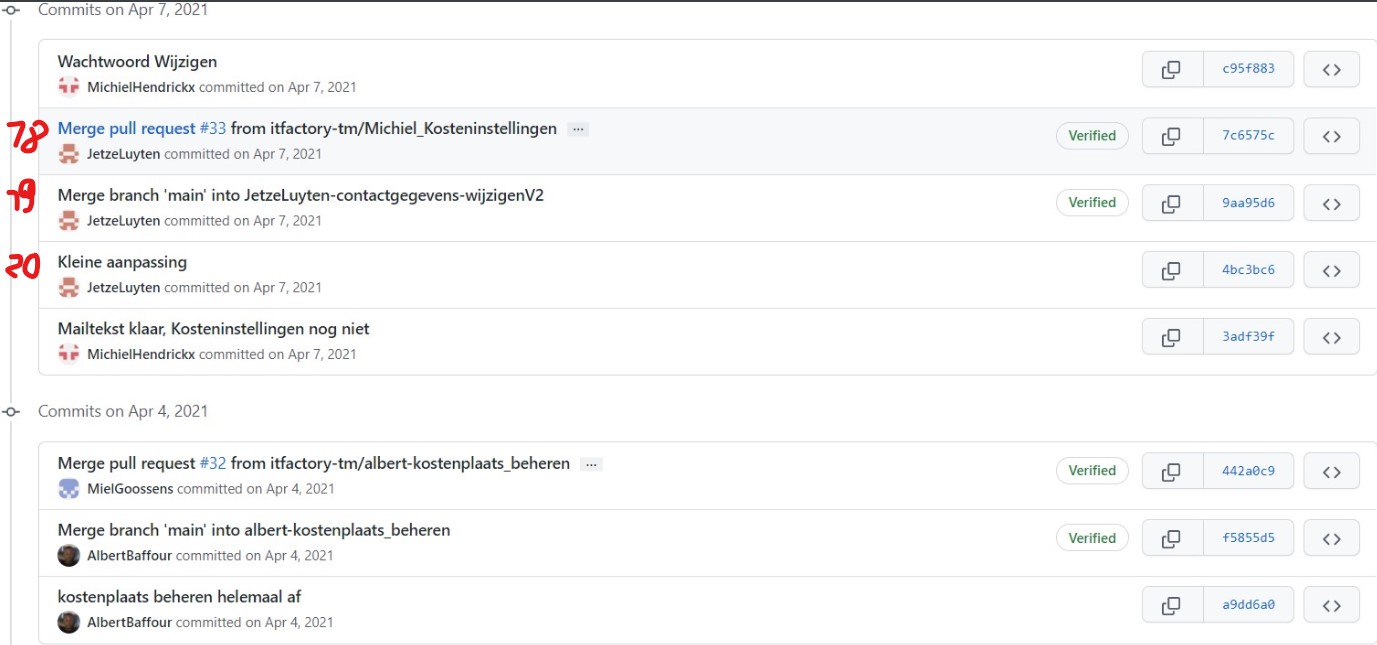 Commits on Apr 7, 2021
Wachtwoord Wijzigen
c95f883
MichielHendrickx committed on Apr 7, 2021
78
Merge pull request #33 from itfactory-tm/Michiel_Kosteninstellingen ...
Verified
7c6575c
JetzeLuyten committed on Apr 7, 2021
79
Merge branch 'main' into JetzeLuyten-contactgegevens-wijzigenV2
Verified
9aa95d6
JetzeLuyten committed on Apr 7, 2021
20
Kleine aanpassing
4bc3bc6
JetzeLuyten committed on Apr 7, 2021
Mailtekst klaar, Kosteninstellingen nog niet
3adf39f
MichielHendrickx committed on Apr 7, 2021
Commits on Apr 4, 2021
Merge pull request #32 from itfactory-tm/albert-kostenplaats_beheren ...
Verified
442a0c9
MielGoossens committed on Apr 4, 2021
Merge branch 'main' into albert-kostenplaats_beheren
Verified
f5855d5
AlbertBaffour committed on Apr 4, 2021
kostenplaats beheren helemaal af
a9dd6a0
AlbertBaffour committed on Apr 4, 2021